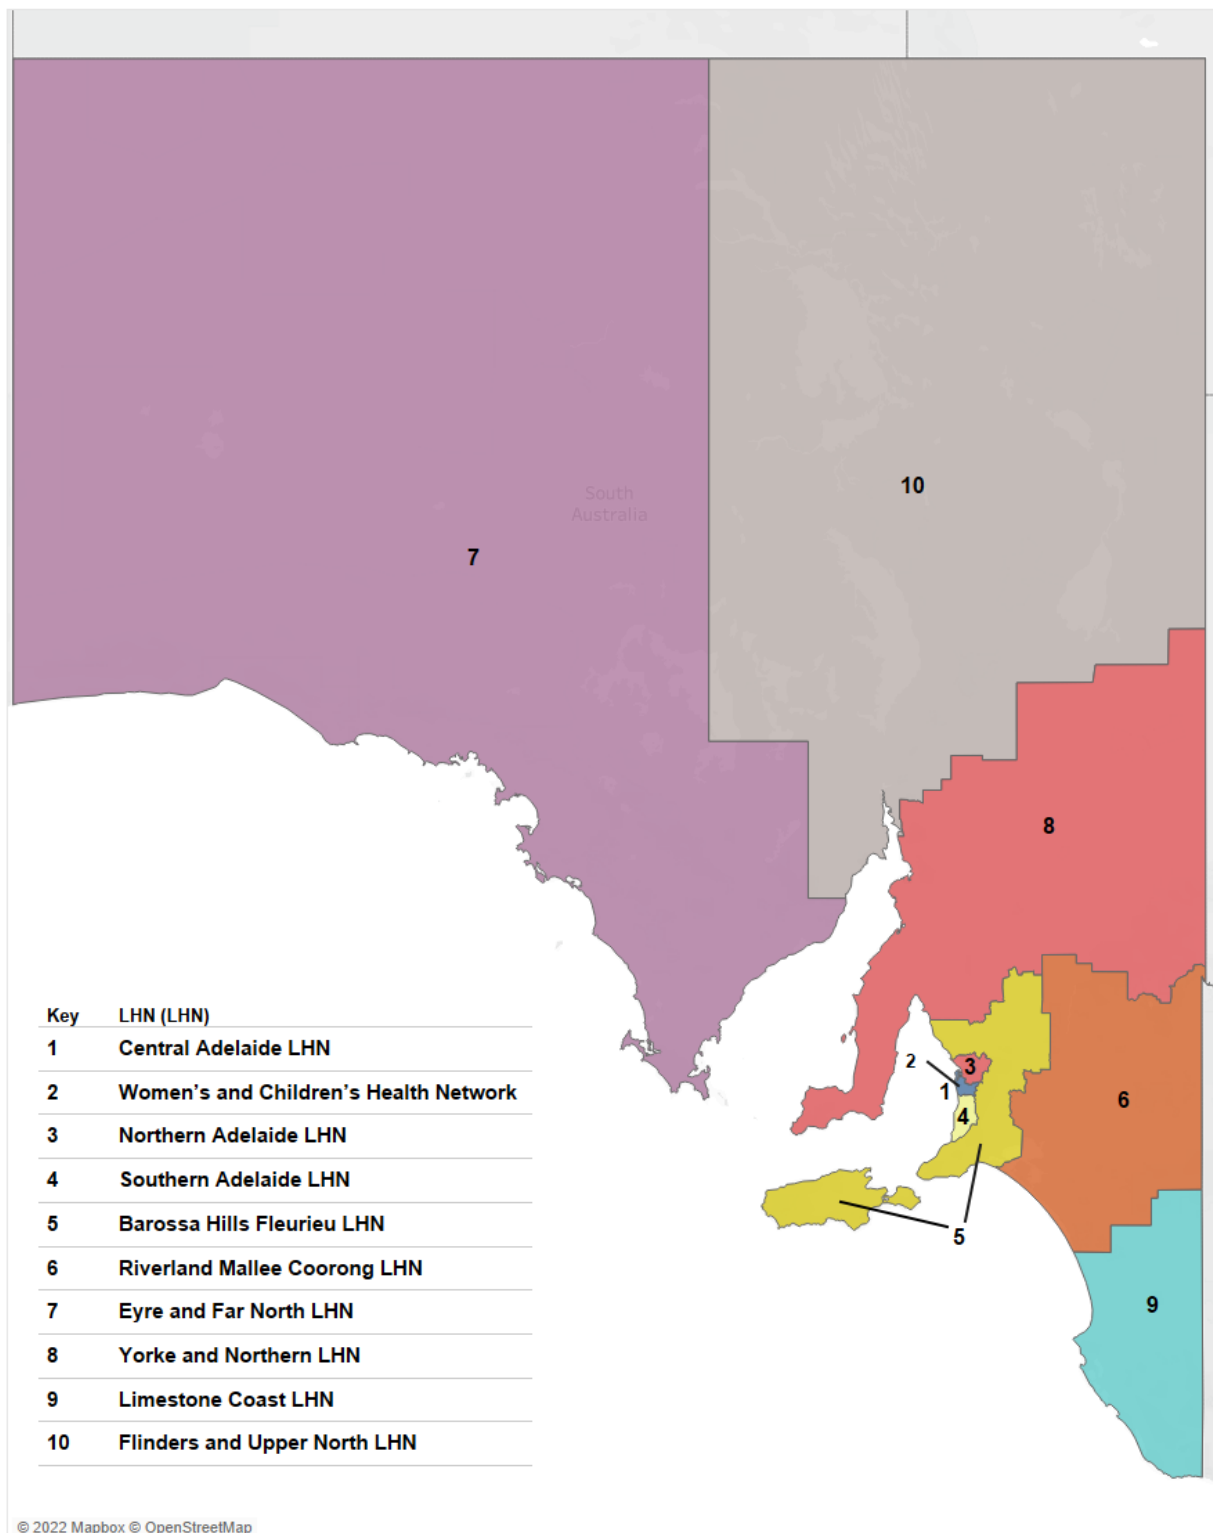 South
Australia
10
7
8
2
3
1
4
6
5
9
Key LHN (LHN)
1 Central Adelaide LHN
2 Women's and Children's Health Network
3 Northern Adelaide LHN
4 Southern Adelaide LHN
5 Barossa Hills Fleurieu LHN
6 Riverland Mallee Coorong LHN
7 Eyre and Far North LHN
8 Yorke and Northern LHN
9 Limestone Coast LHN
10 Flinders and Upper North LHN
© 2022 Mapbox © OpenStreetMap